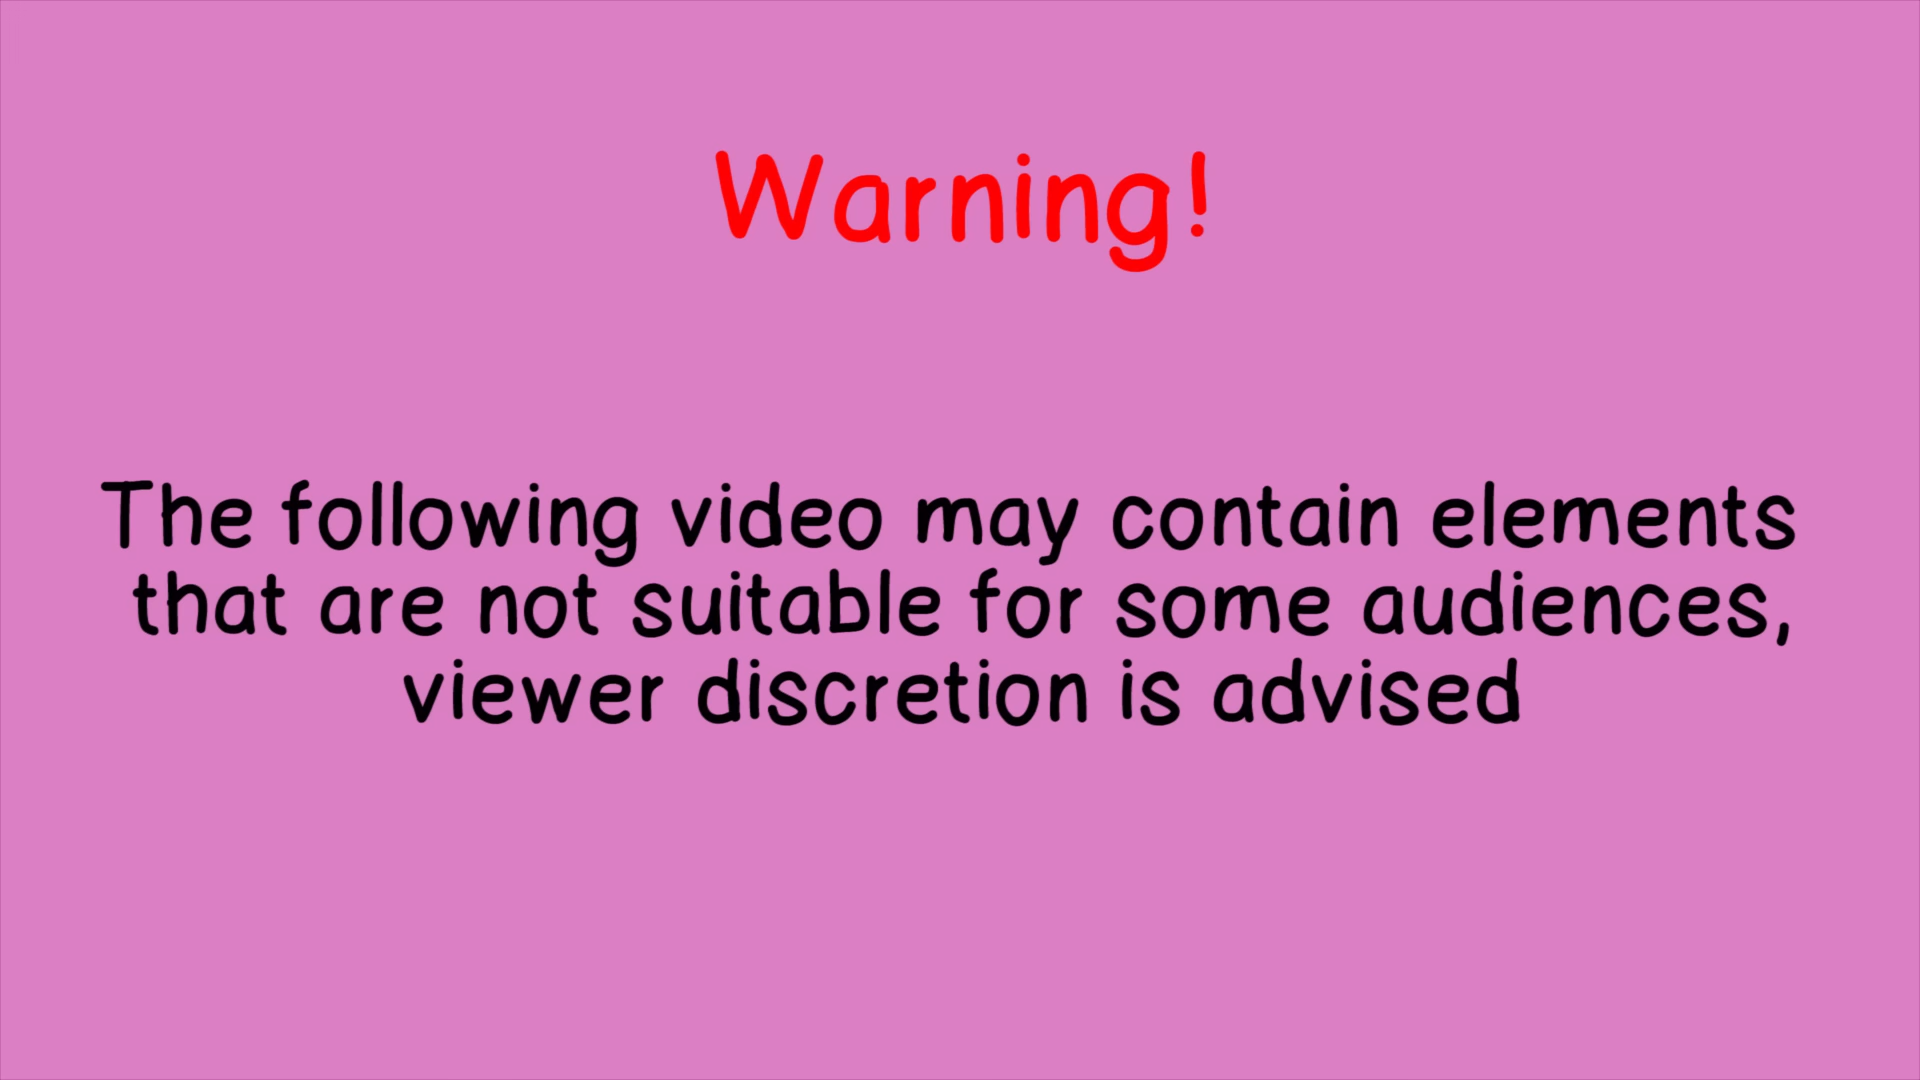 Warning!
The following video may contain elements
that are not suitable for some audiences,
viewer discretion is advised